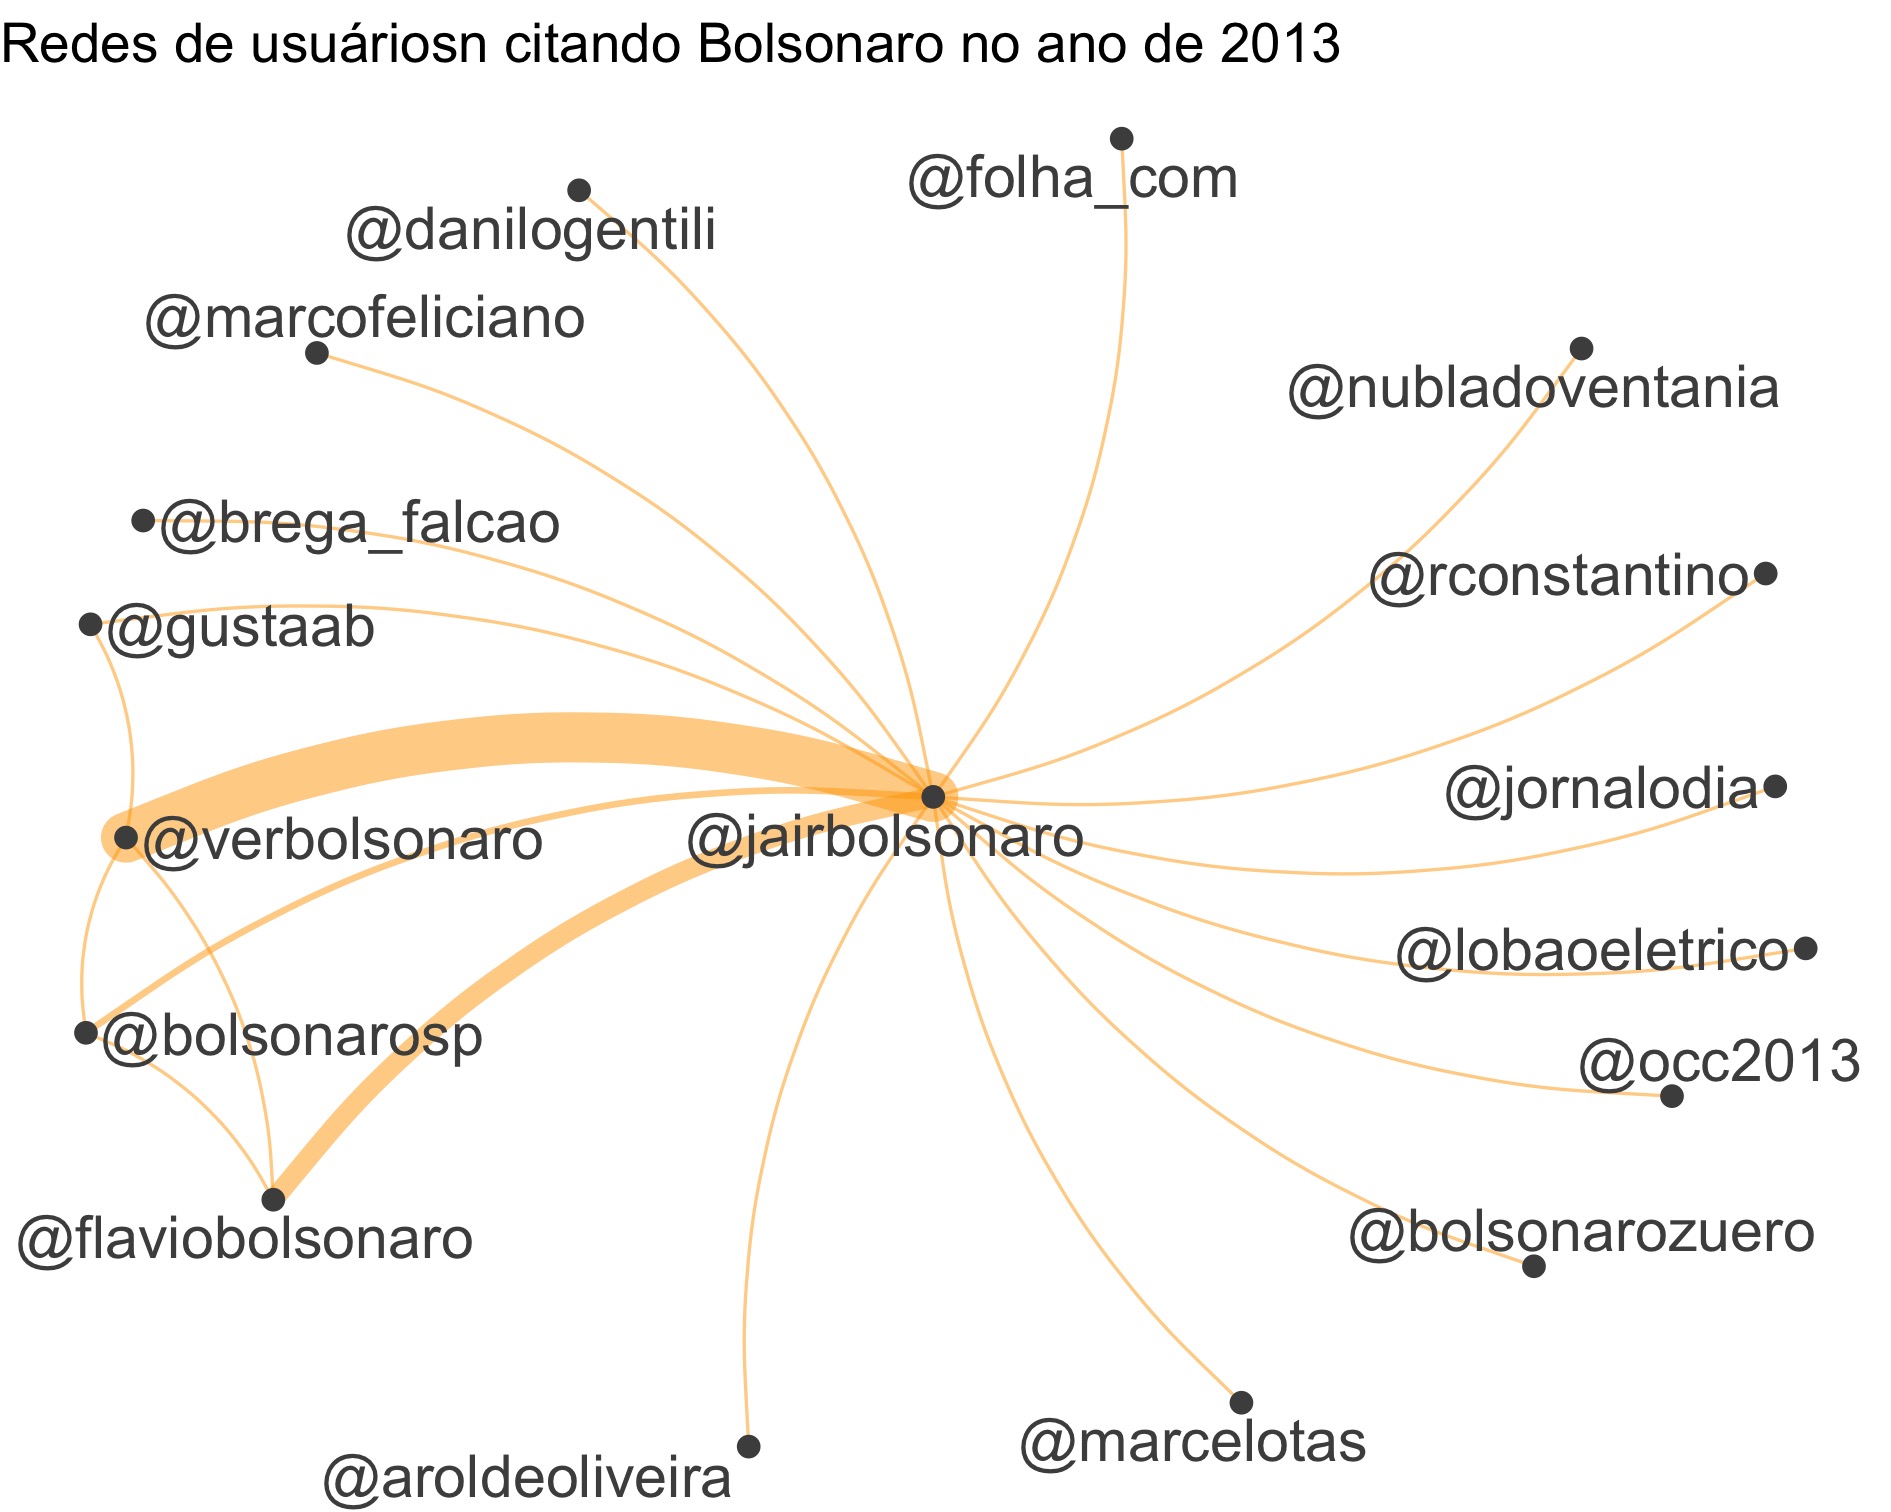 Redes de usuáriosn citando Bolsonaro no ano de 2013
@folha_com
@danilogentili
@marcofeliciano
@nubladoventania
@brega_falcao
@rconstantino
@gustaab
@jornalodia
@verbolsonaro
@jairbolsonaro
@lobaoeletrico
@bolsonarosp
@occ2013
@flaviobolsonaro
@bolsonarozuero
@marcelotas
@aroldeoliveira